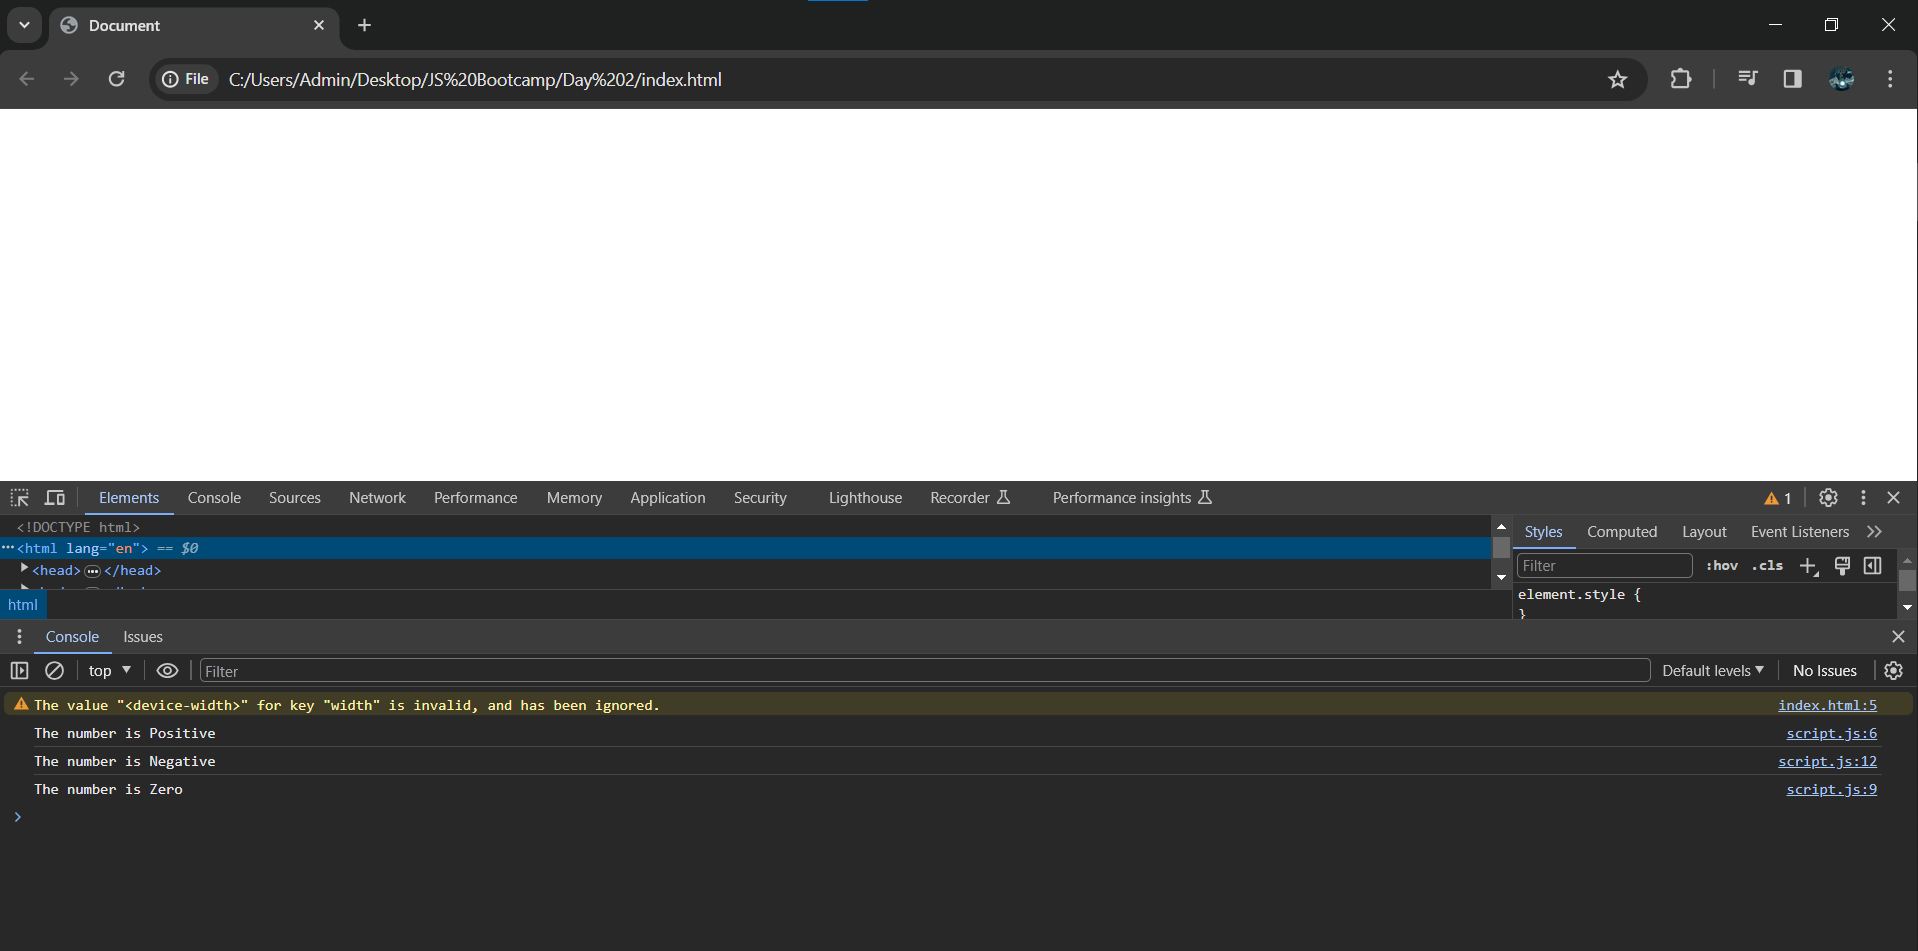 Document
File C:/Users/Admin/Desktop/JS%20Bootcamp/Day%202/index.html
Elements Console Sources Network Performance Memory Application Security Lighthouse Recorder Performance insights 1
<!DOCTYPE html>
<html lang="en"> == $0
<head> </head>
html
Styles Computed Layout Event Listeners
Filter :hov .cls
element.style {
}
Console Issues
top Filter Default levels No Issues
The value "<device-width>" for key "width" is invalid, and has been ignored. index.html:5
The number is Positive script.js:6
The number is Negative script.js:12
The number is Zero script.js:9